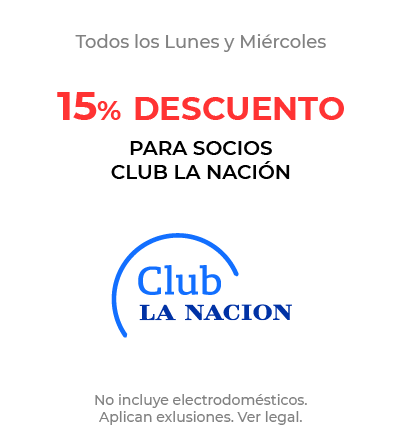 Todos los Lunes y Miércoles
15% DESCUENTO
PARA SOCIOS
CLUB LA NACIÓN
Club
LA NACION
No incluye electrodomésticos.
Aplican exlusiones. Ver legal.